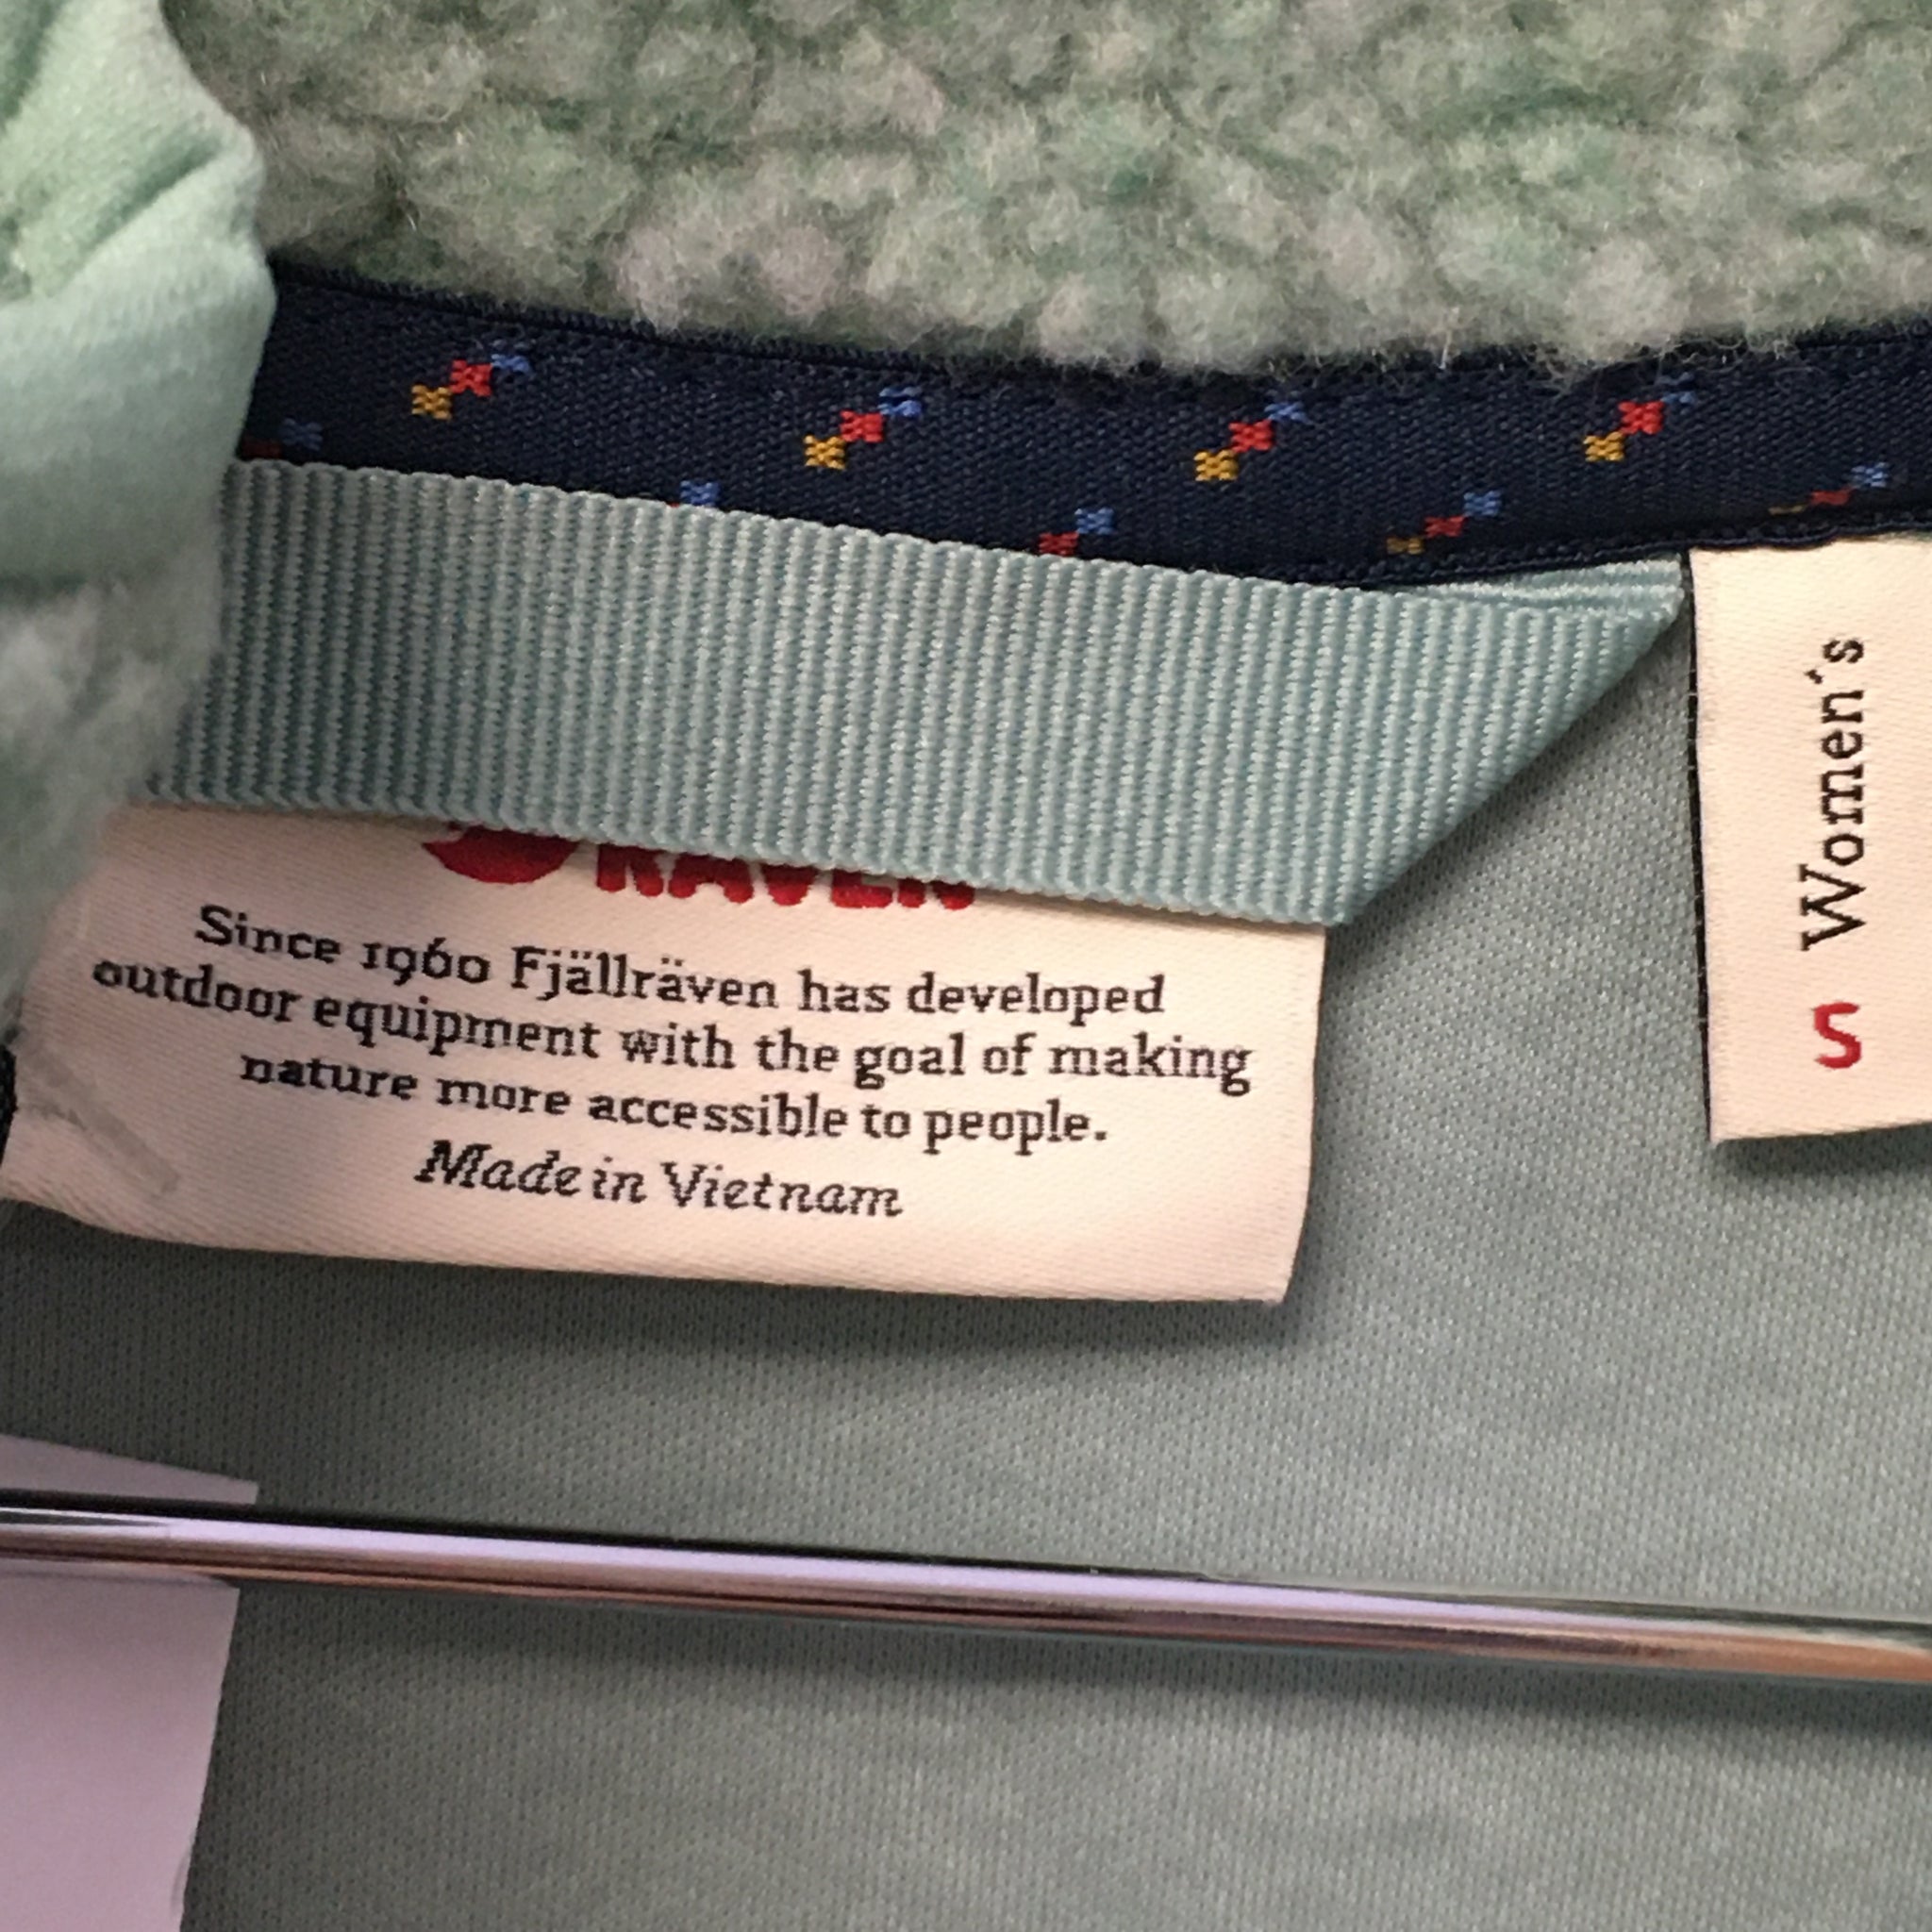 RÄVEN
Since 1960 Fjällräven has developed
outdoor equipment with the goal of making
nature more accessible to people.
Made in Vietnam
Women's
S